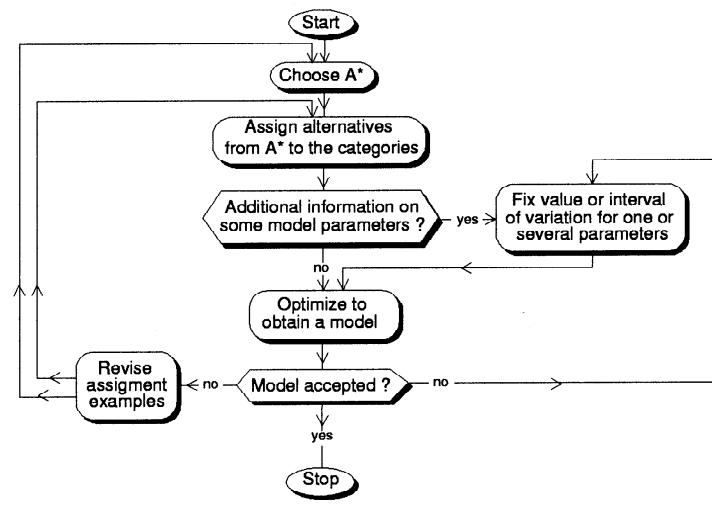 Start
Choose A*
Assign alternatives
from A* to the categories
Additional information on
some model parameters ?
yes
Fix value or interval
of variation for one or
several parameters
no
Optimize to
obtain a model
Revise
assigment
examples
no
Model accepted ?
no
yes
Stop